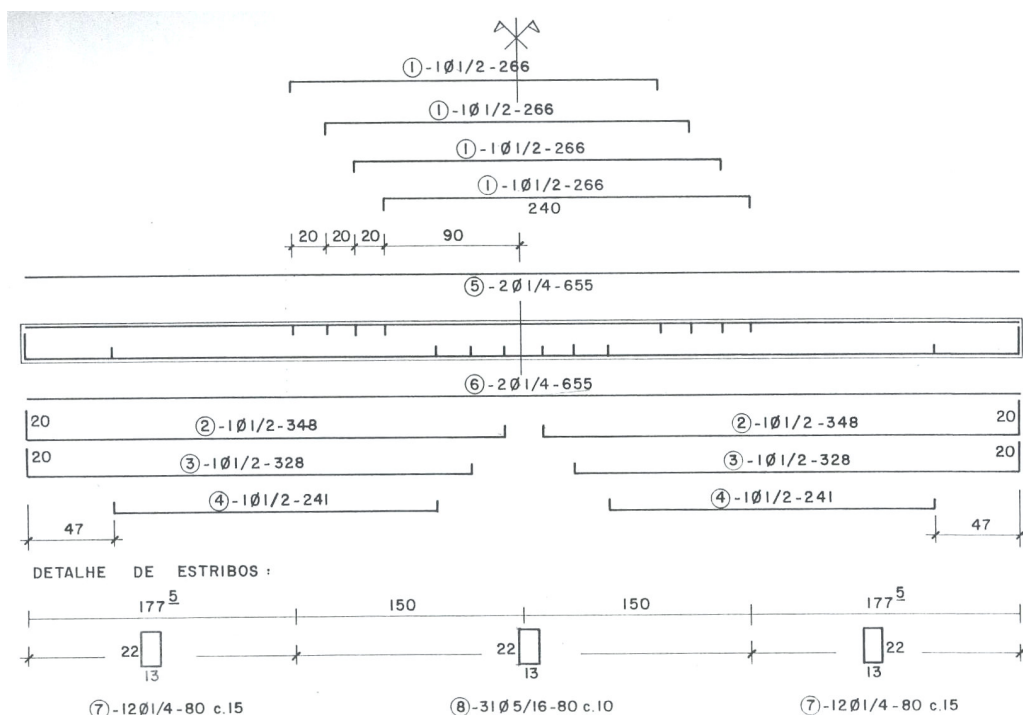 ①-1Ø1/2-266
①-1Ø1/2-266
①-1Ø1/2-266
①-1Ø1/2-266
240
20 20 20 90
⑤-2Ø1/4-655
⑥-2Ø1/4-655
20 ②-1Ø1/2-348 ②-1Ø1/2-348 20
20 ③-1Ø1/2-328 ③-1Ø1/2-328 20
④-1Ø1/2-241 ④-1Ø1/2-241
47 47
DETALHE DE ESTRIBOS:
177⁵ 150 150 177⁵
22 22 22
13 13 13
⑦-12Ø1/4-80 c.15 ⑧-31Ø5/16-80 c.10 ⑦-12Ø1/4-80 c.15